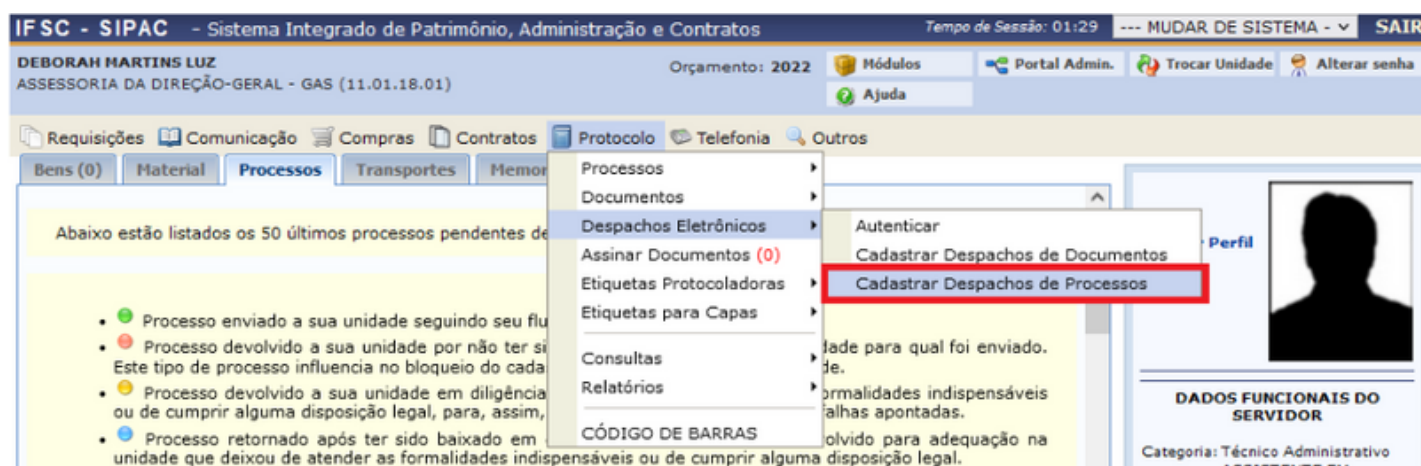 IFSC - SIPAC - Sistema Integrado de Patrimônio, Administração e Contratos Tempo de Sessão: 01:29 --- MUDAR DE SISTEMA - SAIR
DEBORAH MARTINS LUZ Orçamento: 2022 Módulos Portal Admin. Trocar Unidade Alterar senha
ASSESSORIA DA DIREÇÃO-GERAL - GAS (11.01.18.01) Ajuda
Requisições Comunicação Compras Contratos Protocolo Telefonia Outros
Bens (0) Material Processos Transportes Memor
Processos
Documentos
Despachos Eletrônicos
Assinar Documentos (0)
Etiquetas Protocoladoras
Etiquetas para Capas
Consultas
Relatórios
CÓDIGO DE BARRAS
Autenticar
Cadastrar Despachos de Documentos
Cadastrar Despachos de Processos
Abaixo estão listados os 50 últimos processos pendentes de
Processo enviado a sua unidade seguindo seu flu
Processo devolvido a sua unidade por não ter si dade para qual foi enviado.
Este tipo de processo influencia no bloqueio do cada de.
Processo devolvido a sua unidade em diligência ormalidades indispensáveis
ou de cumprir alguma disposição legal, para, assim, falhas apontadas.
Processo retornado após ter sido baixado em olvido para adequação na
unidade que deixou de atender as formalidades indispensáveis ou de cumprir alguma disposição legal.
Perfil
DADOS FUNCIONAIS DO
SERVIDOR
Categoria: Técnico Administrativo